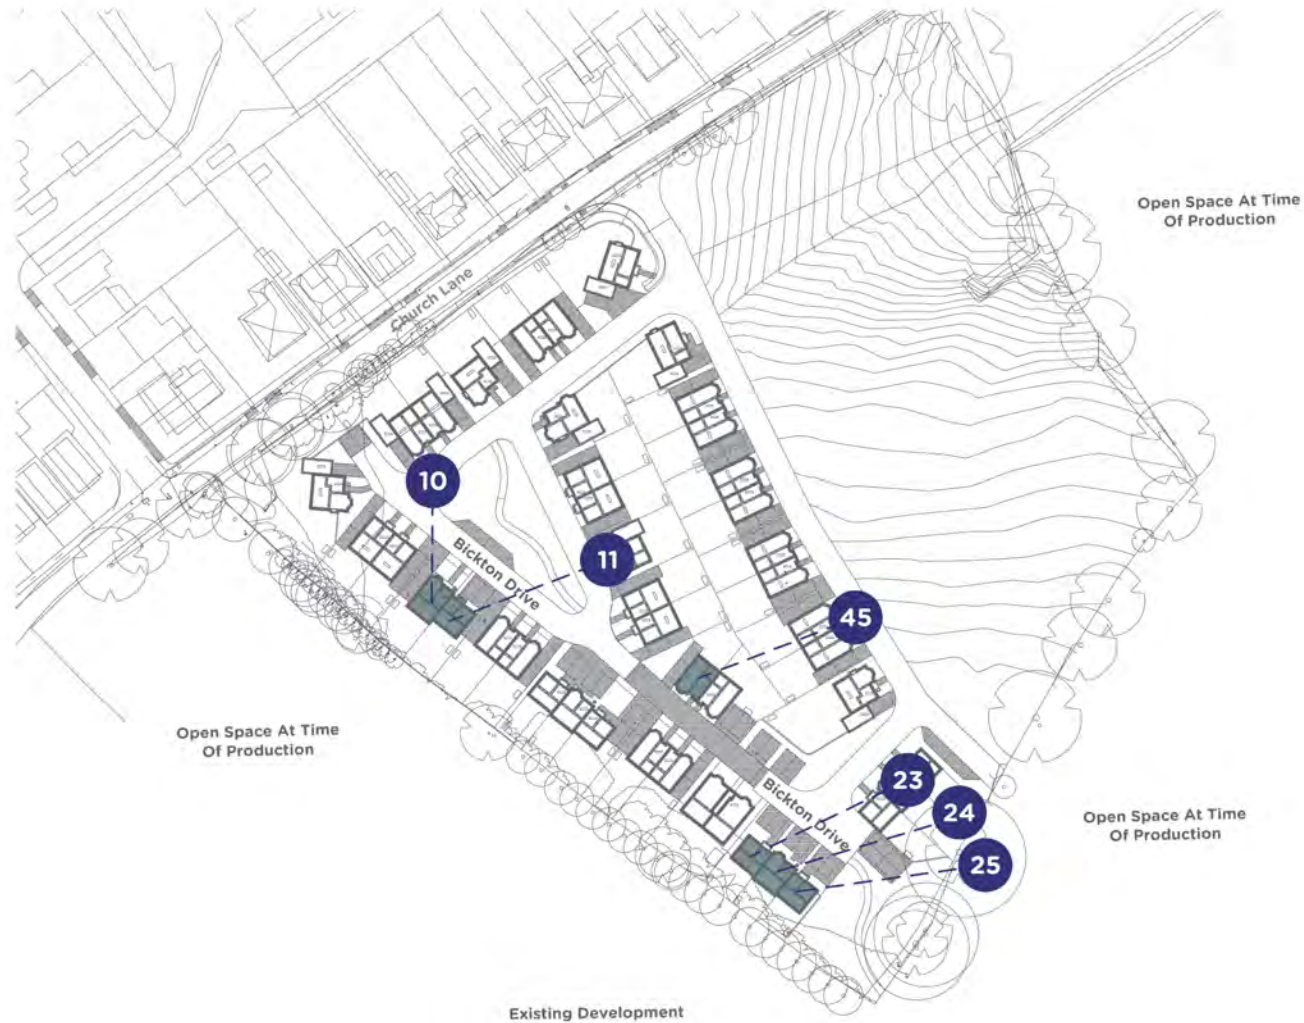 Open Space At Time
Of Production
Church Lane
10
Bickton Drive
11
45
Open Space At Time
Of Production
23
Bickton Drive
24
Open Space At Time
Of Production
25
Existing Development